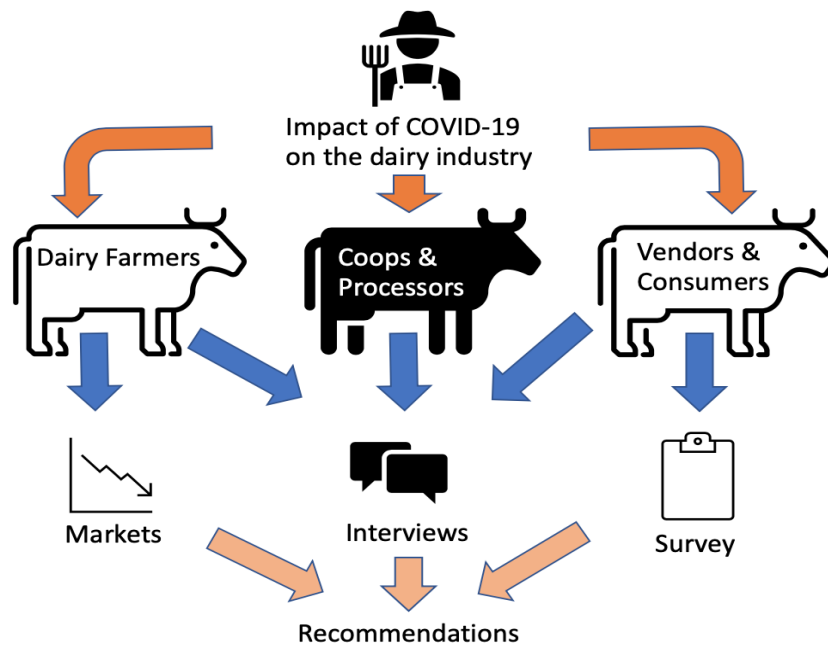 Impact of COVID-19
on the dairy industry
Dairy Farmers
Coops &
Processors
Vendors &
Consumers
Markets
Interviews
Survey
Recommendations